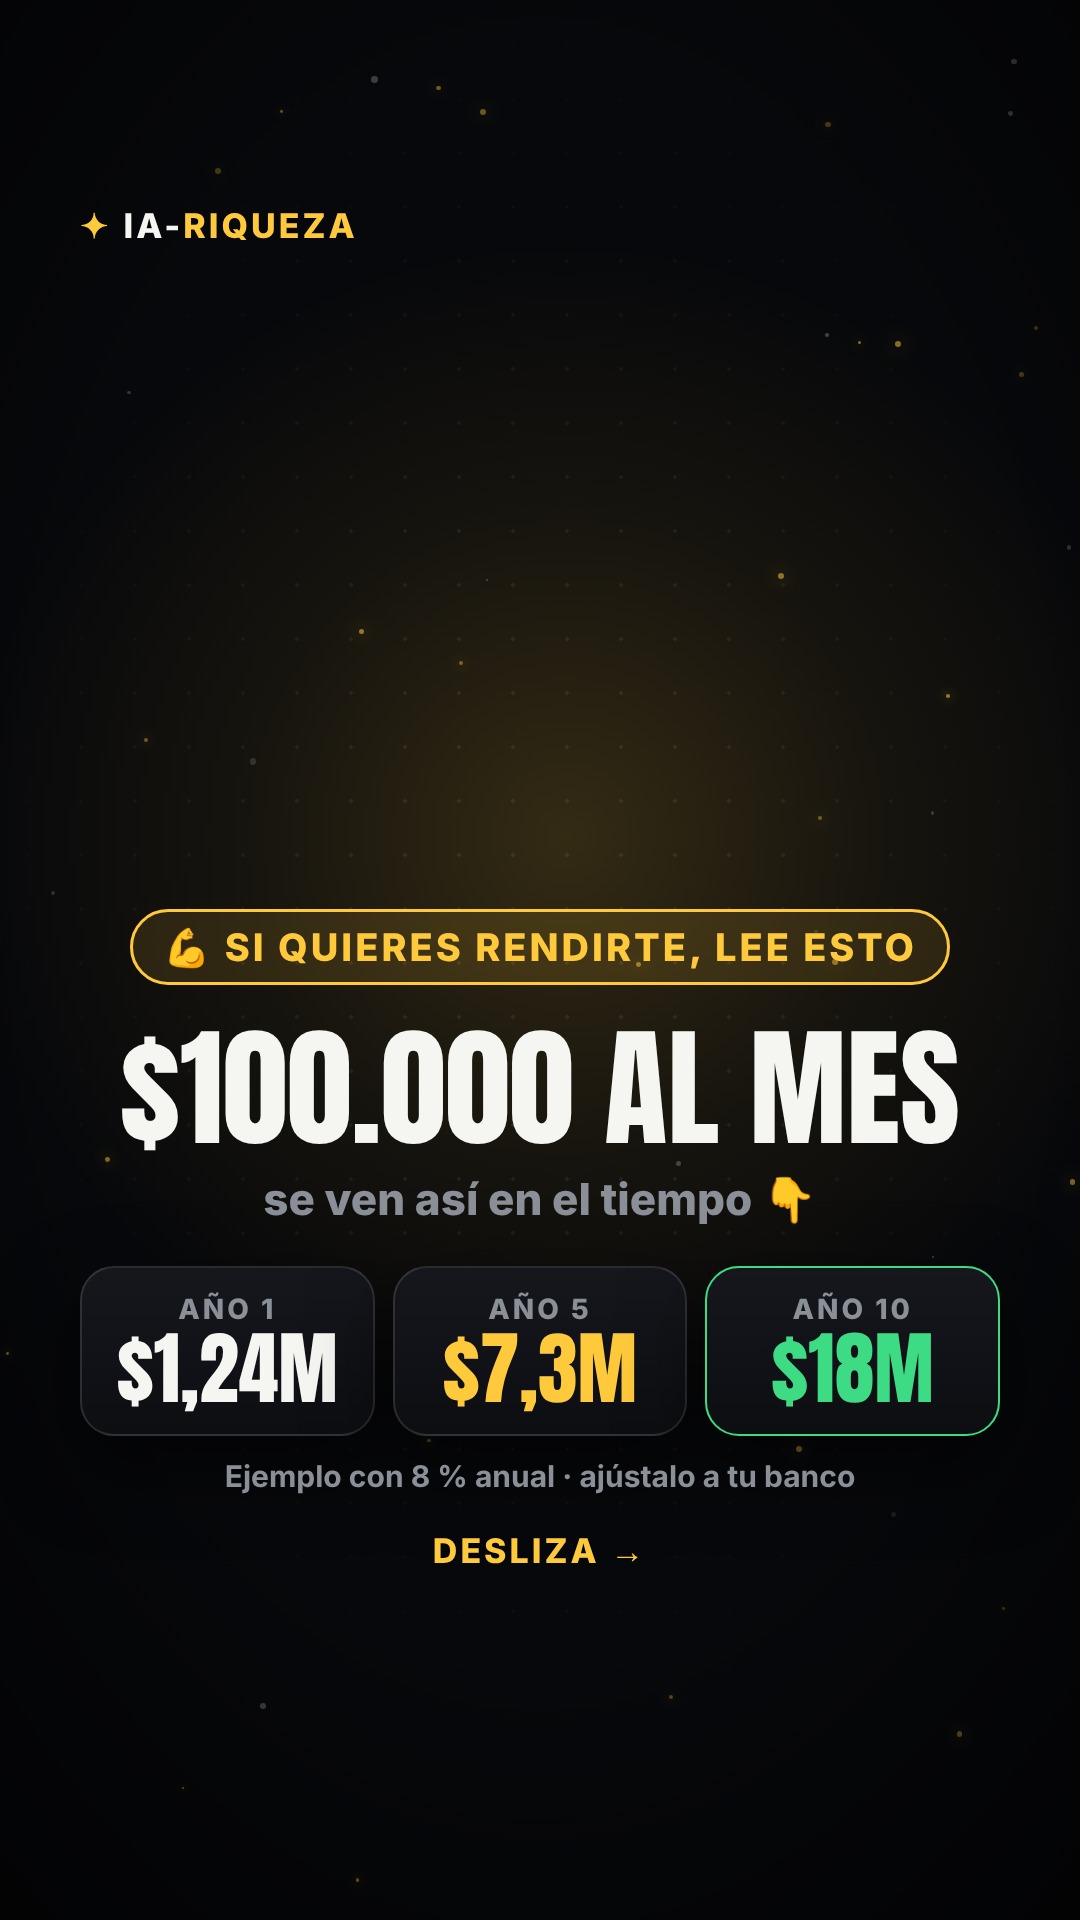 ✦ IA-RIQUEZA
💪 SI QUIERES RENDIRTE, LEE ESTO
$100.000 AL MES
se ven así en el tiempo 👇
AÑO 1
$1,24M
AÑO 5
$7,3M
AÑO 10
$18M
Ejemplo con 8 % anual · ajústalo a tu banco
DESLIZA →